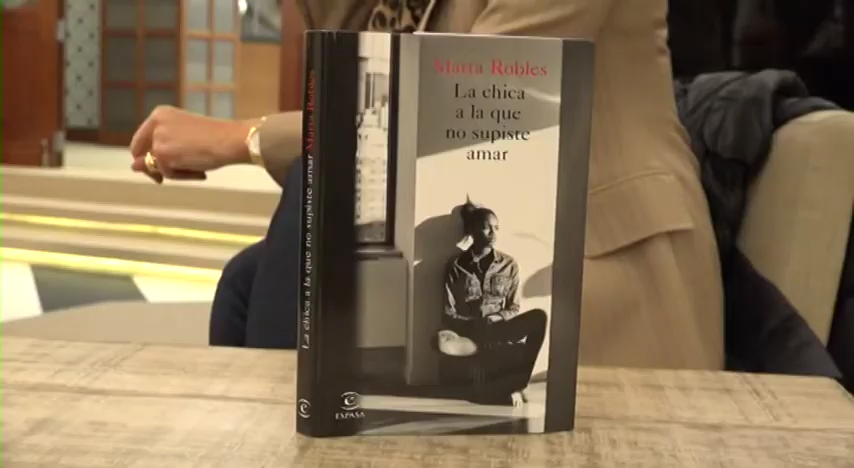 Marta Robles
La chica
a la que
no supiste
amar
ESPASA
La chica a la que no supiste amar Marta Robles